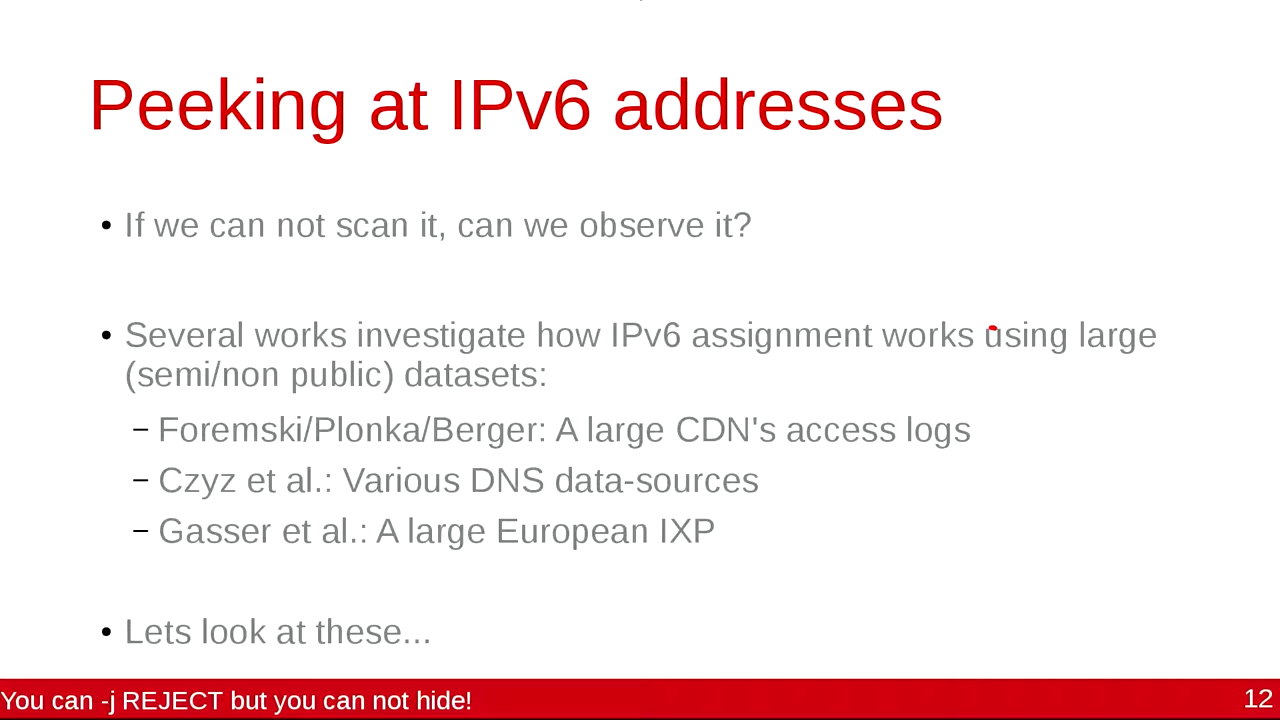 Peeking at IPv6 addresses
• If we can not scan it, can we observe it?
• Several works investigate how IPv6 assignment works using large
(semi/non public) datasets:
– Foremski/Plonka/Berger: A large CDN's access logs
– Czyz et al.: Various DNS data-sources
– Gasser et al.: A large European IXP
• Lets look at these...
You can -j REJECT but you can not hide!
12